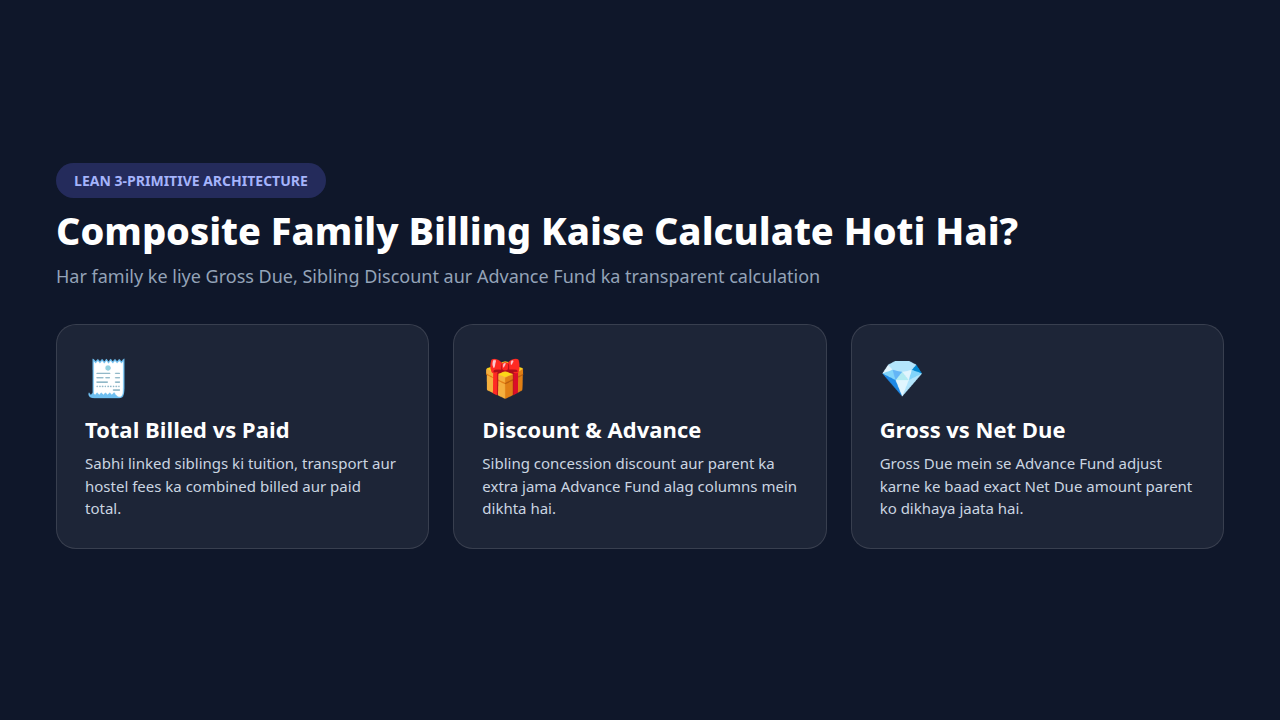 LEAN 3-PRIMITIVE ARCHITECTURE
Composite Family Billing Kaise Calculate Hoti Hai?
Har family ke liye Gross Due, Sibling Discount aur Advance Fund ka transparent calculation
Total Billed vs Paid
Sabhi linked siblings ki tuition, transport aur
hostel fees ka combined billed aur paid
total.
Discount & Advance
Sibling concession discount aur parent ka
extra jama Advance Fund alag columns mein
dikhta hai.
Gross vs Net Due
Gross Due mein se Advance Fund adjust
karne ke baad exact Net Due amount parent
ko dikhaya jaata hai.